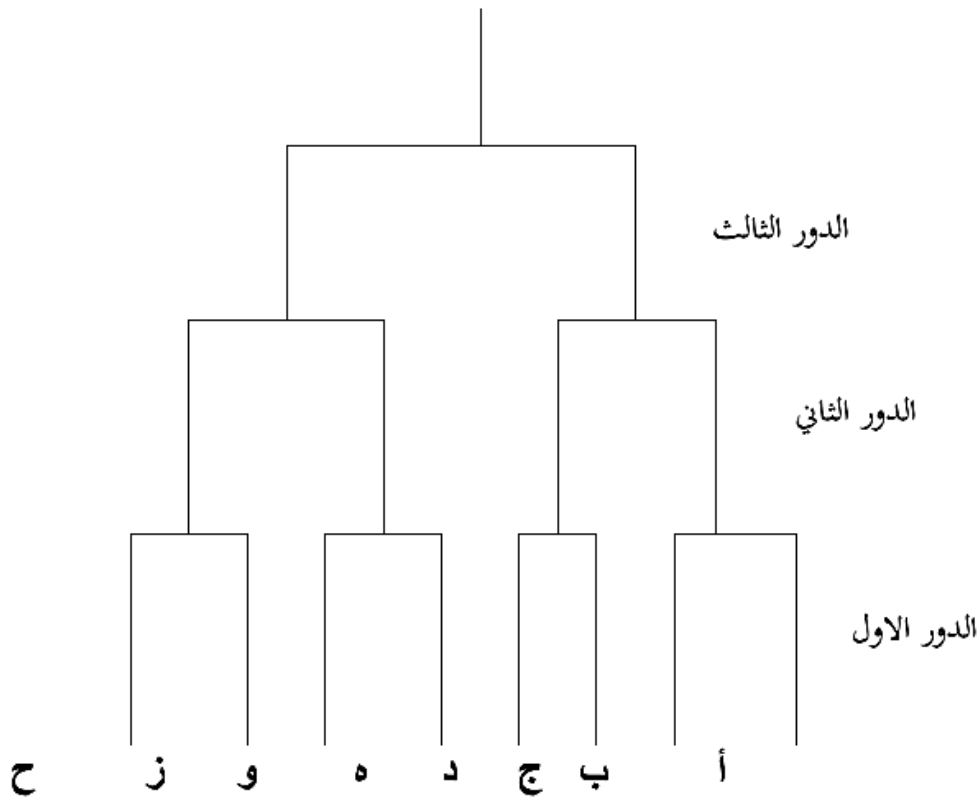 الدور الثالث
الدور الثاني
الدور الاول
أ ب ج د ه و ز ح